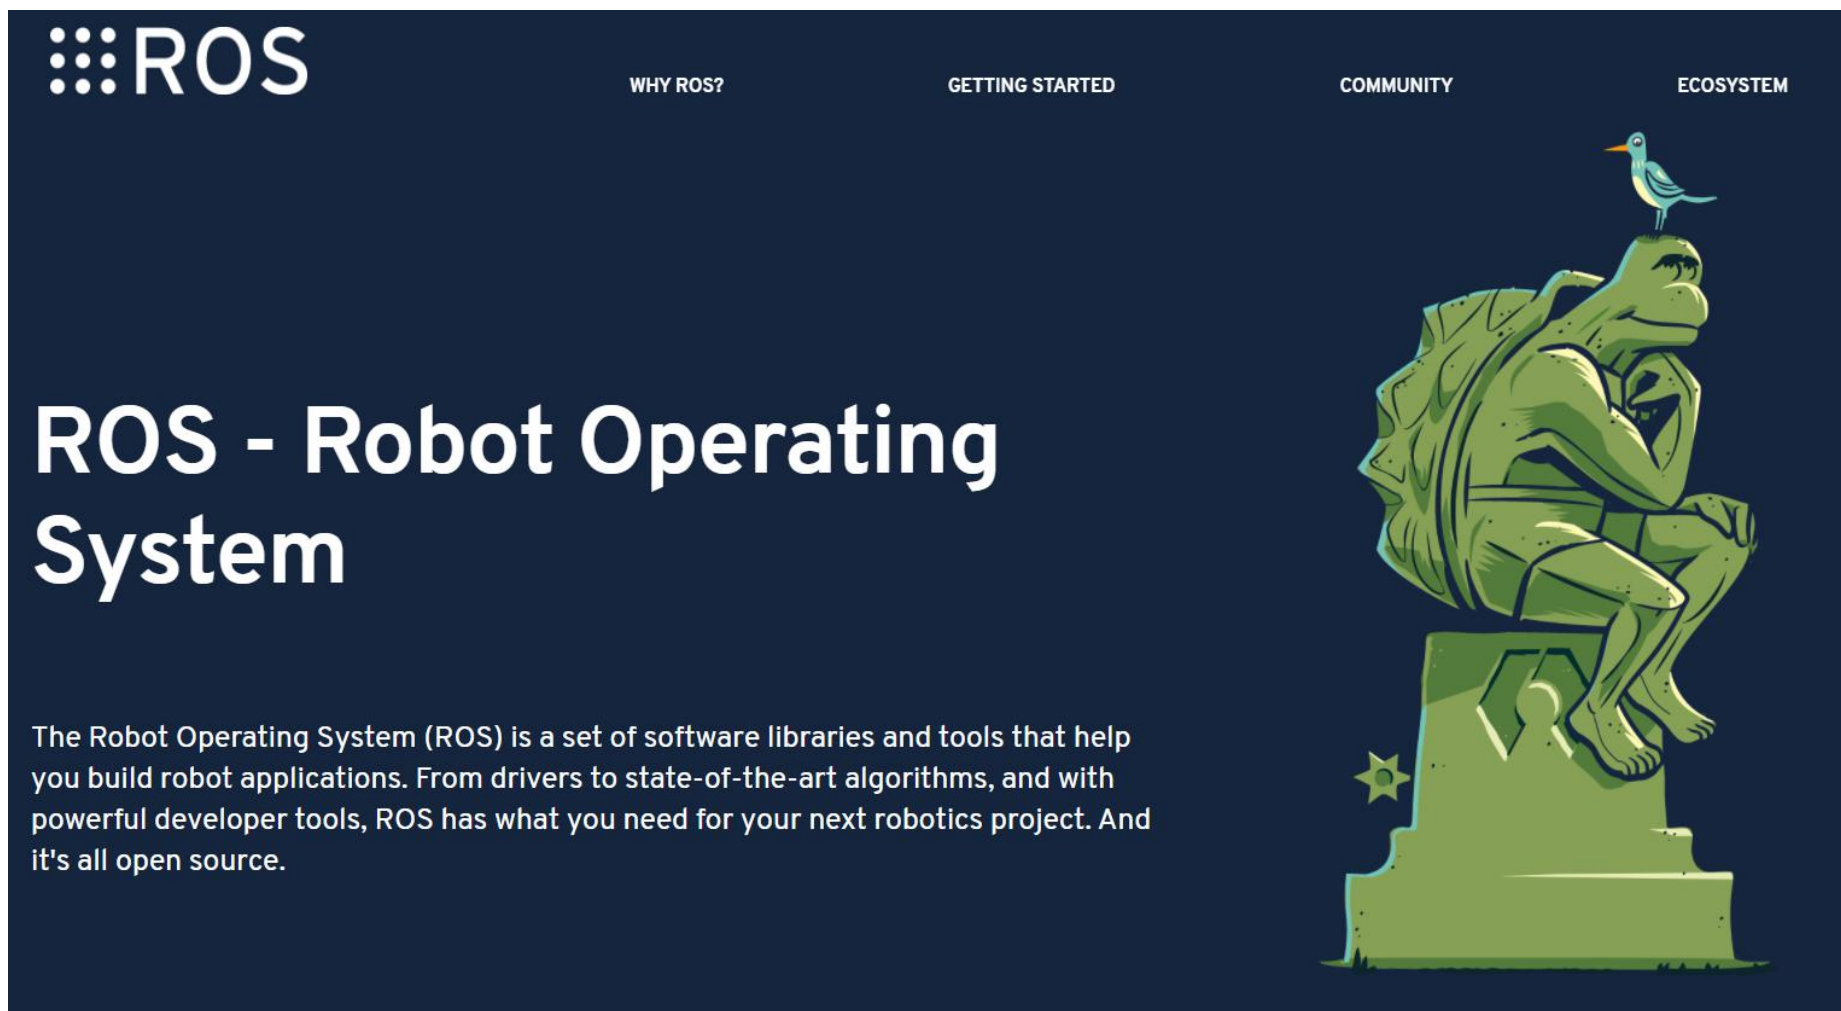 ROS
WHY ROS?
GETTING STARTED
COMMUNITY
ECOSYSTEM
ROS - Robot Operating
System
The Robot Operating System (ROS) is a set of software libraries and tools that help
you build robot applications. From drivers to state-of-the-art algorithms, and with
powerful developer tools, ROS has what you need for your next robotics project. And
it's all open source.